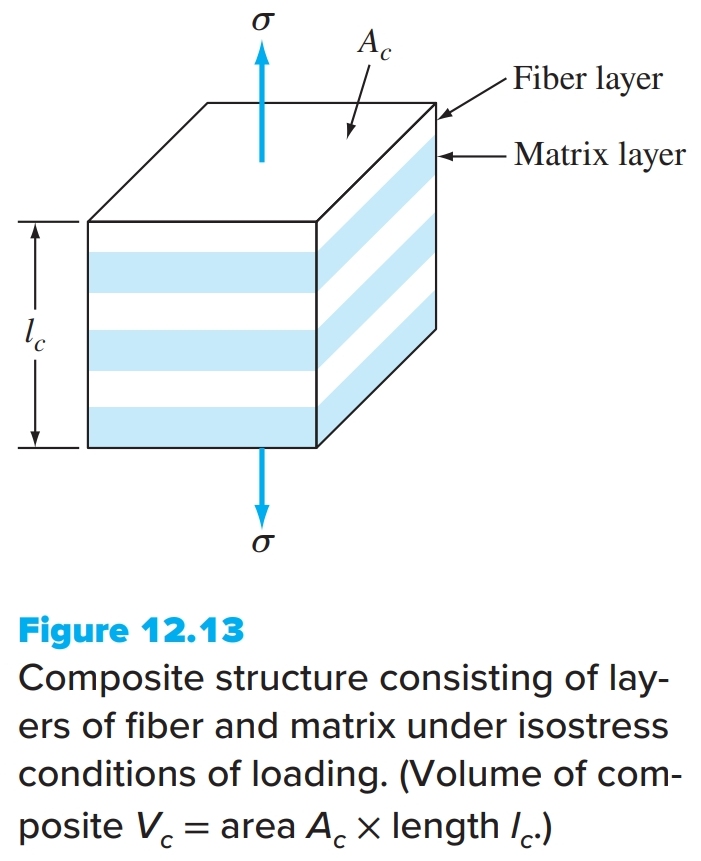 σ
A_c
Fiber layer
Matrix layer
l_c
σ
Figure 12.13
Composite structure consisting of lay-
ers of fiber and matrix under isostress
conditions of loading. (Volume of com-
posite V_c = area A_c × length l_c.)